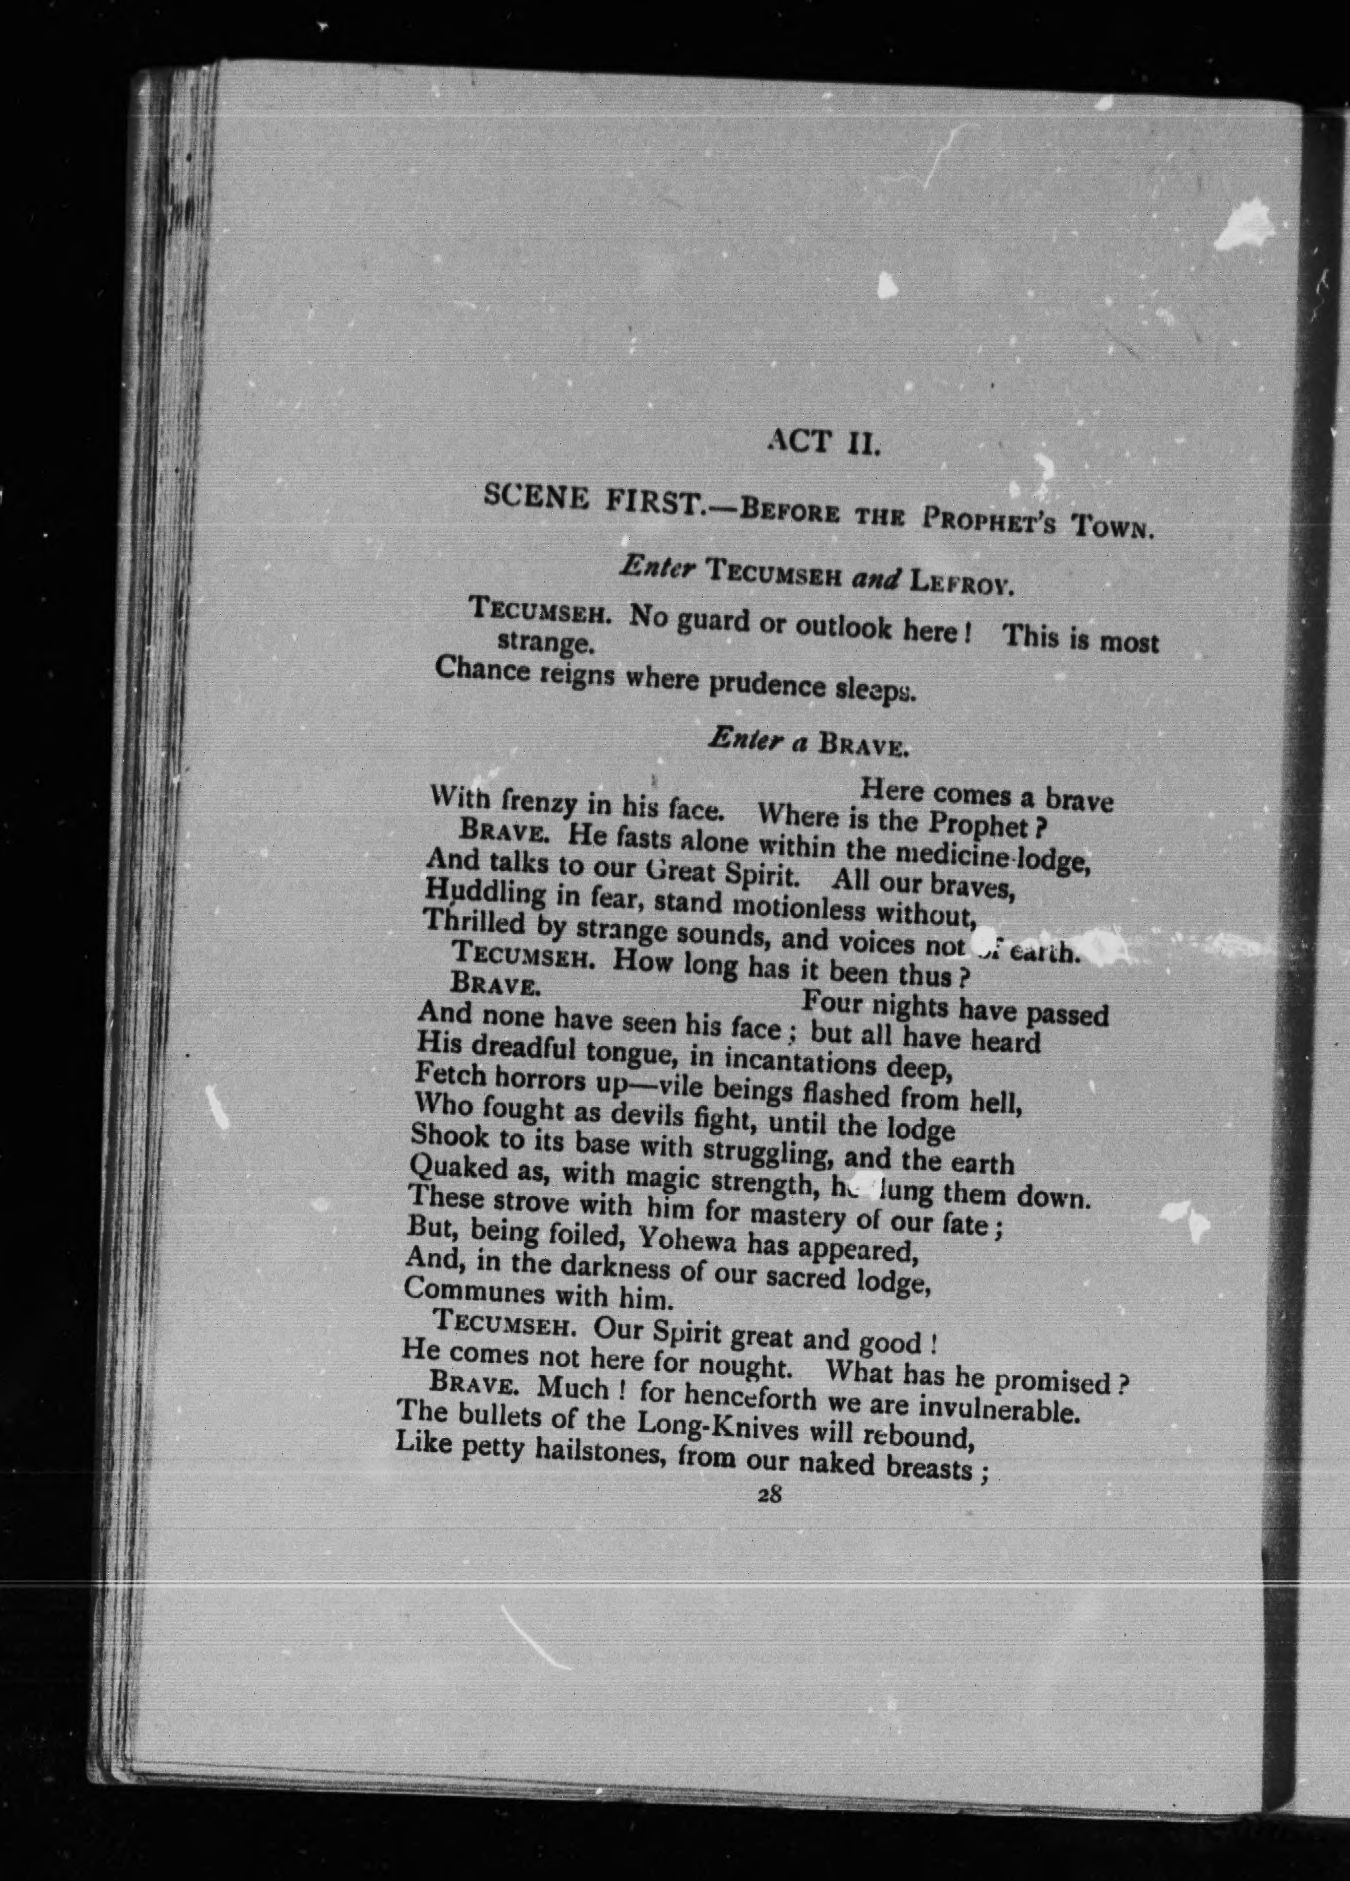 ACT II.
SCENE FIRST.—BEFORE THE PROPHET'S TOWN.
Enter TECUMSEH and LEFROY.
TECUMSEH. No guard or outlook here! This is most
strange.
Chance reigns where prudence sleeps.
Enter a BRAVE.
Here comes a brave
With frenzy in his face. Where is the Prophet?
BRAVE. He fasts alone within the medicine-lodge,
And talks to our Great Spirit. All our braves,
Huddling in fear, stand motionless without,
Thrilled by strange sounds, and voices not of earth.
TECUMSEH. How long has it been thus?
BRAVE. Four nights have passed
And none have seen his face; but all have heard
His dreadful tongue, in incantations deep,
Fetch horrors up—vile beings flashed from hell,
Who fought as devils fight, until the lodge
Shook to its base with struggling, and the earth
Quaked as, with magic strength, he them down.
These strove with him for mastery of our fate;
But, being foiled, Yohewa has appeared,
And, in the darkness of our sacred lodge,
Communes with him.
TECUMSEH. Our Spirit great and good!
He comes not here for nought. What has he promised?
BRAVE. Much! for henceforth we are invulnerable.
The bullets of the Long-Knives will rebound,
Like petty hailstones, from our naked breasts;
28